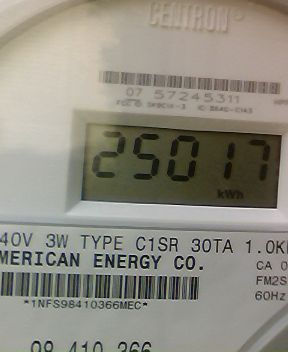 CENTRON®
07 57245311
25017
kWh
40V 3W TYPE C1SR 30TA 1.0K
MERICAN ENERGY CO.
CA 0
FM2S
60Hz
*1NFS98410366MEC*
98 410 366